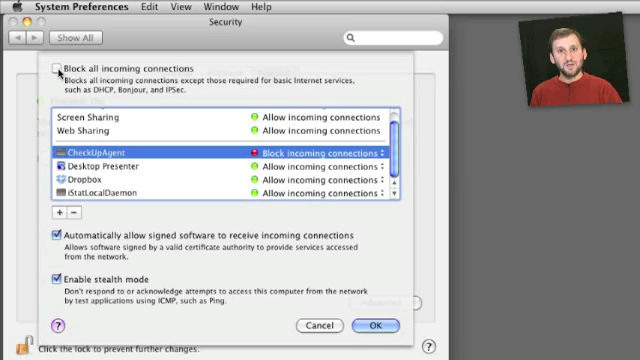 System Preferences Edit View Window Help
Security
Show All
Block all incoming connections
Blocks all incoming connections except those required for basic Internet services,
such as DHCP, Bonjour, and IPSec.
Screen Sharing Allow incoming connections
Web Sharing Allow incoming connections
CheckUpAgent Block incoming connections
Desktop Presenter Allow incoming connections
Dropbox Allow incoming connections
iStatLocalDaemon Allow incoming connections
+ −
Automatically allow signed software to receive incoming connections
Allows software signed by a valid certificate authority to provide services accessed
from the network.
Enable stealth mode
Don't respond to or acknowledge attempts to access this computer from the network
by test applications using ICMP, such as Ping.
Advanced...
? Cancel OK
Click the lock to prevent further changes. ?